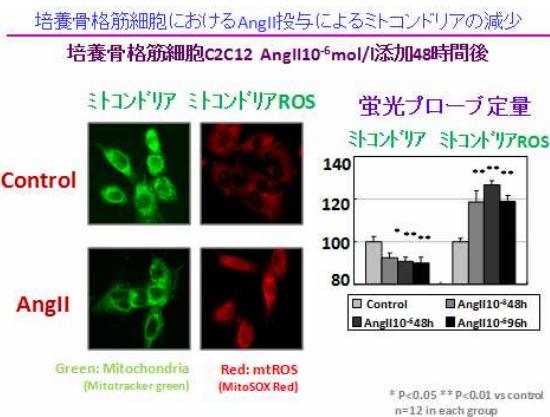 培養骨格筋細胞におけるAngII投与によるミトコンドリアの減少
培養骨格筋細胞C2C12 AngII10⁻⁶mol/l添加48時間後
ミトコンドリア ミトコンドリアROS
Control
AngII
Green: Mitochondria
(Mitotracker green)
Red: mtROS
(MitoSOX Red)
蛍光プローブ定量
ミトコンドリア ミトコンドリアROS
140
120
100
80
* ** **
** ** **
Control AngII10⁻⁸48h
AngII10⁻⁶48h AngII10⁻⁶96h
* P<0.05 ** P<0.01 vs control
n=12 in each group